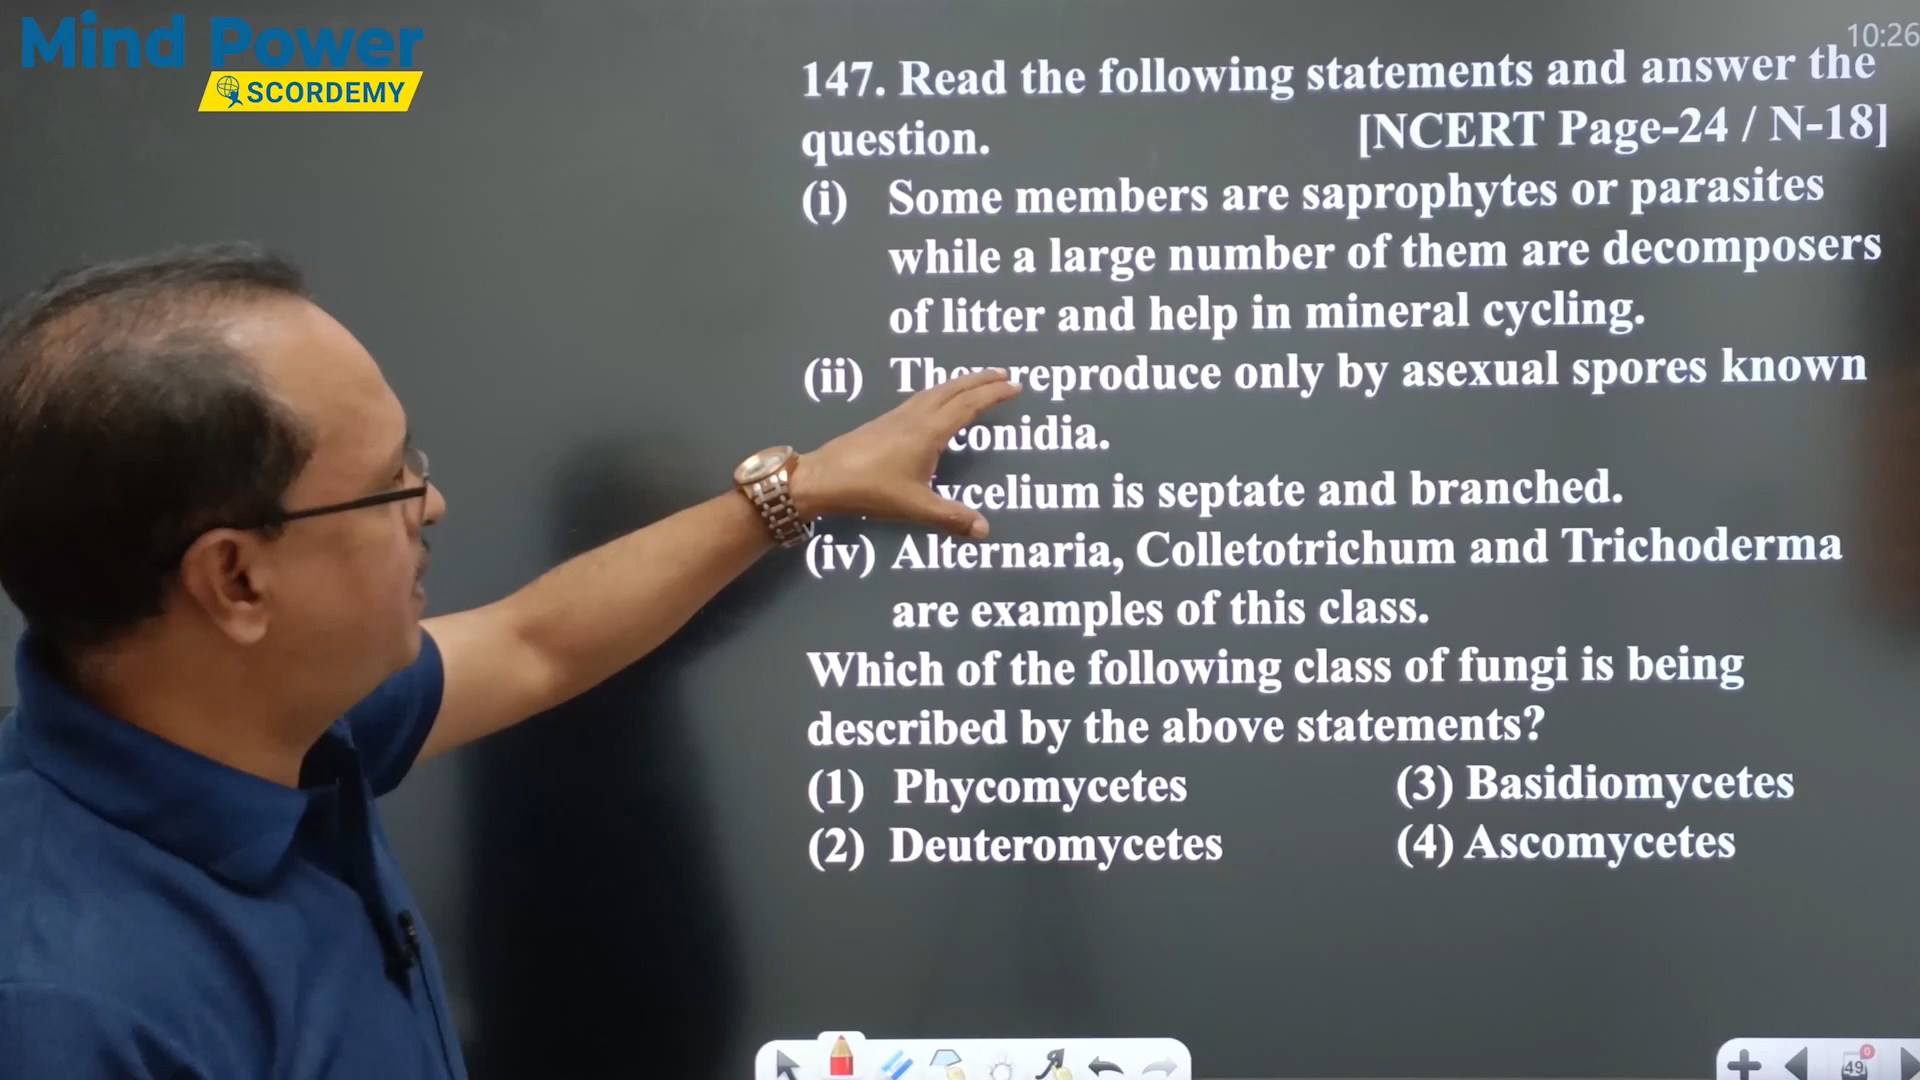 Mind Power
SCORDEMY
10:26
147. Read the following statements and answer the
question. [NCERT Page-24 / N-18]
(i) Some members are saprophytes or parasites
while a large number of them are decomposers
of litter and help in mineral cycling.
(ii) reproduce only by asexual spores known
conidia.
is septate and branched.
(iv) Alternaria, Colletotrichum and Trichoderma
are examples of this class.
Which of the following class of fungi is being
described by the above statements?
(1) Phycomycetes (3) Basidiomycetes
(2) Deuteromycetes (4) Ascomycetes
49